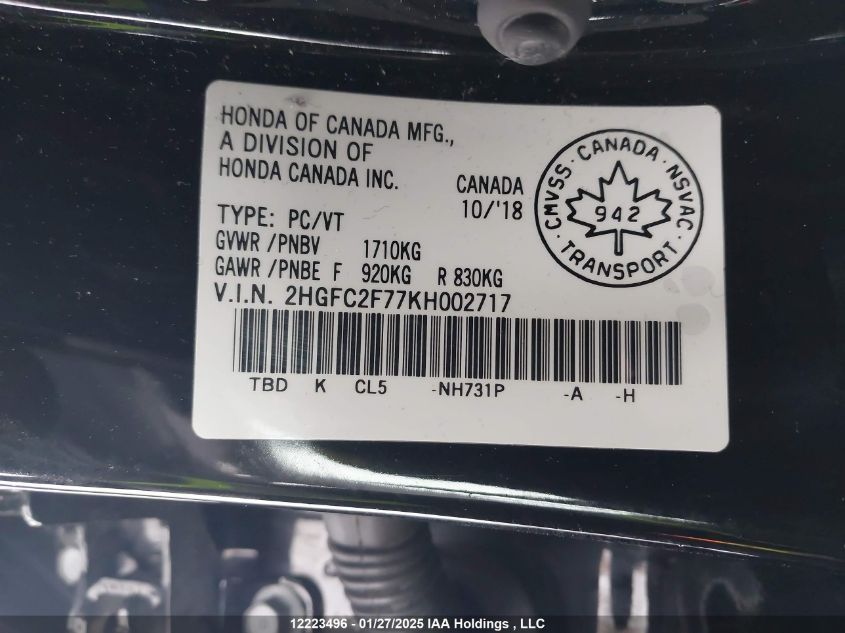 HONDA OF CANADA MFG.,
A DIVISION OF
HONDA CANADA INC.
CANADA
10/'18
TYPE: PC/VT
GVWR /PNBV 1710KG
GAWR /PNBE F 920KG R 830KG
V.I.N. 2HGFC2F77KH002717
TBD K CL5 -NH731P -A -H
CMVSS · CANADA · NSVAC
942
· TRANSPORT ·
12223496 - 01/27/2025 IAA Holdings , LLC